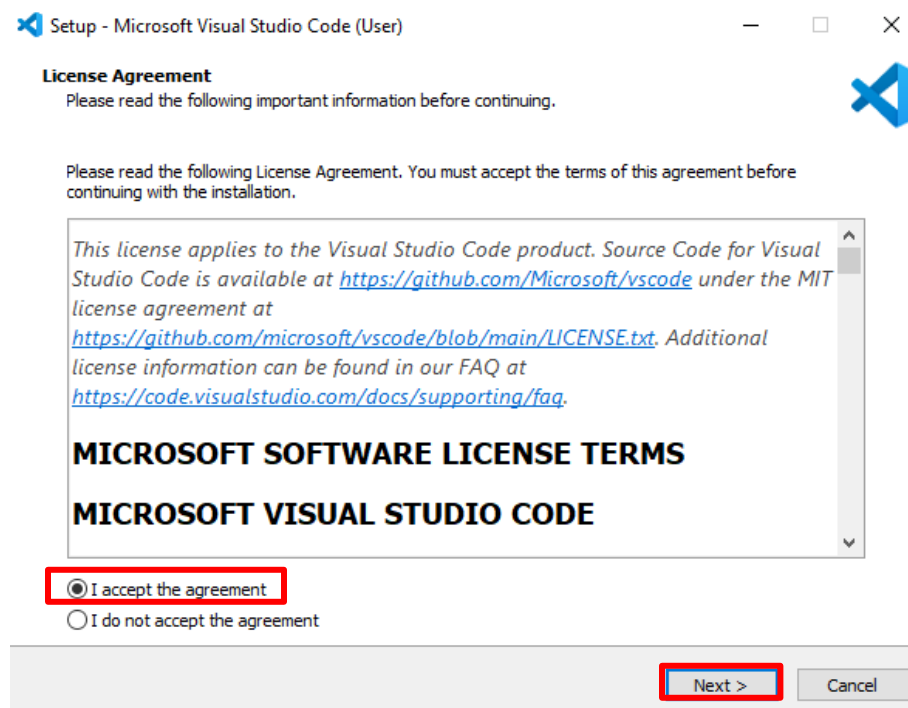 Setup - Microsoft Visual Studio Code (User)
License Agreement
Please read the following important information before continuing.
Please read the following License Agreement. You must accept the terms of this agreement before
continuing with the installation.
This license applies to the Visual Studio Code product. Source Code for Visual
Studio Code is available at https://github.com/Microsoft/vscode under the MIT
license agreement at
https://github.com/microsoft/vscode/blob/main/LICENSE.txt. Additional
license information can be found in our FAQ at
https://code.visualstudio.com/docs/supporting/faq.
MICROSOFT SOFTWARE LICENSE TERMS
MICROSOFT VISUAL STUDIO CODE
I accept the agreement
I do not accept the agreement
Next >
Cancel